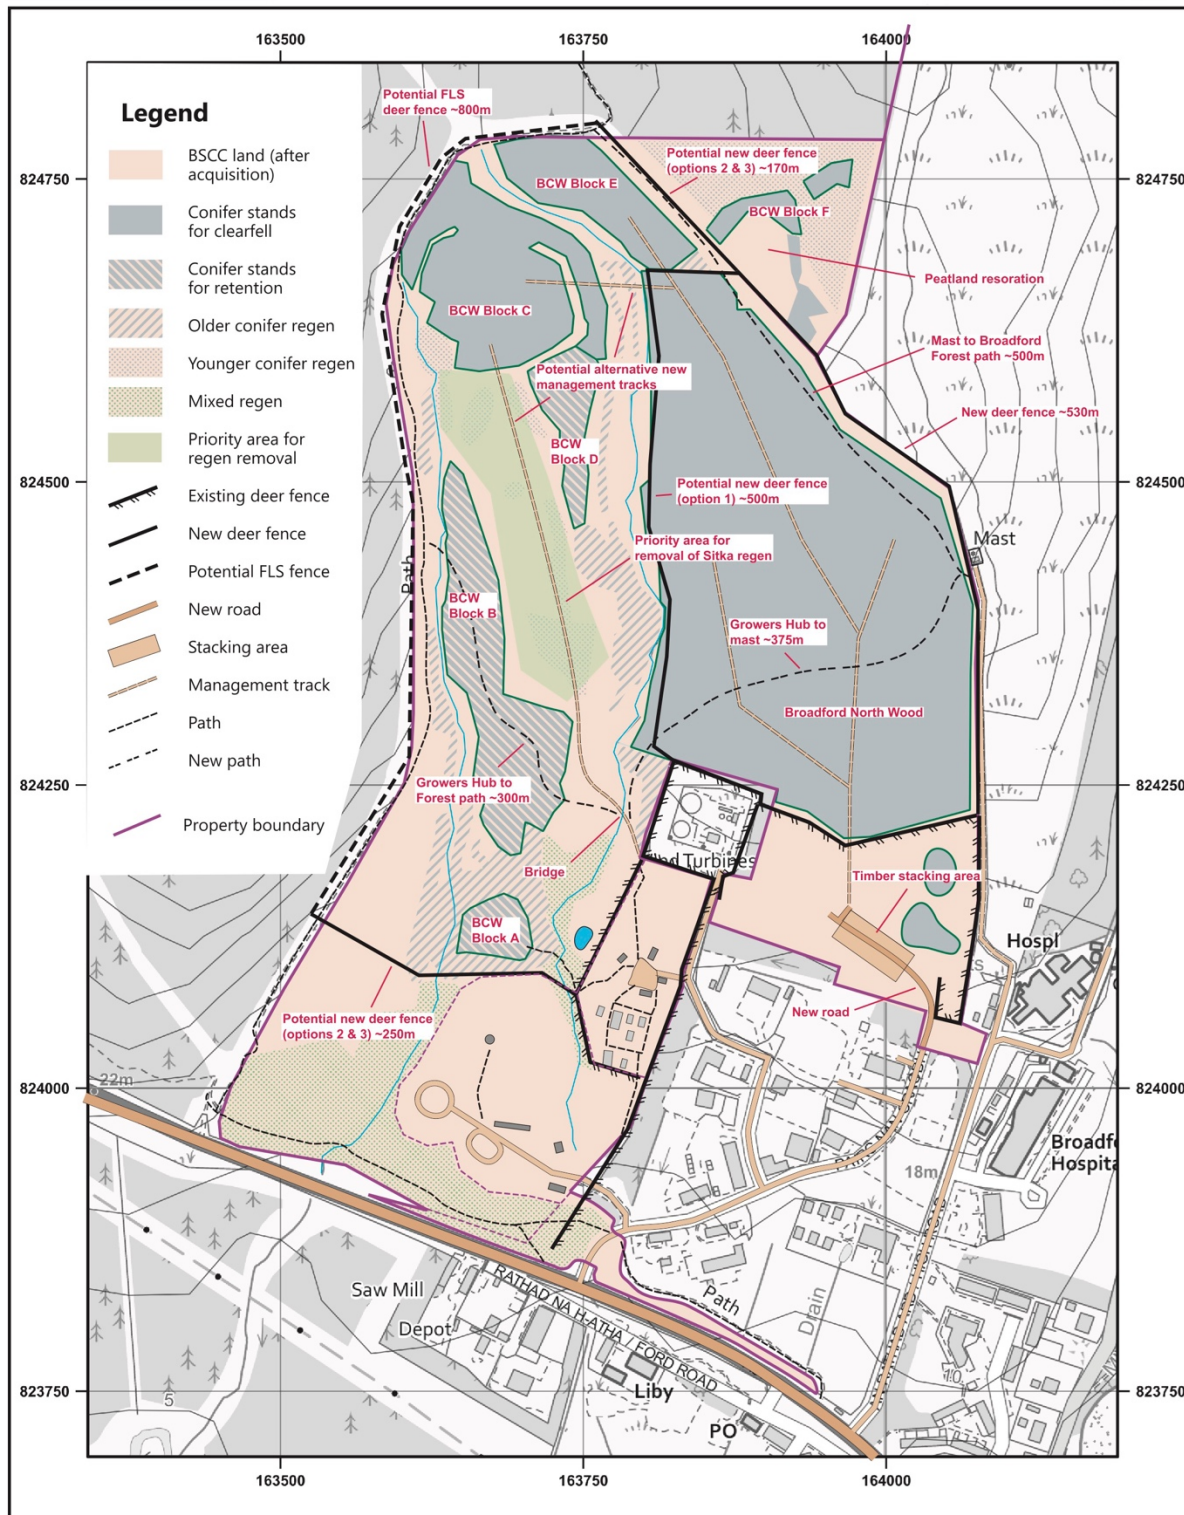 163500
163750
164000
824750
824500
824250
824000
823750
824750
824500
824250
824000
823750
163500
163750
164000
Legend
BSCC land (after
acquisition)
Conifer stands
for clearfell
Conifer stands
for retention
Older conifer regen
Younger conifer regen
Mixed regen
Priority area for
regen removal
Existing deer fence
New deer fence
Potential FLS fence
New road
Stacking area
Management track
Path
New path
Property boundary
Potential FLS
deer fence ~800m
BCW Block E
Potential new deer fence
(options 2 & 3) ~170m
BCW Block F
Peatland resoration
BCW Block C
Mast to Broadford
Forest path ~500m
Potential alternative new
management tracks
New deer fence ~530m
BCW
Block D
Potential new deer fence
(option 1) ~500m
Priority area for
removal of Sitka regen
Mast
Path
BCW
Block B
Growers Hub to
mast ~375m
Broadford North Wood
Growers Hub to
Forest path ~300m
Bridge
nd Turbines
Timber stacking area
BCW
Block A
Hospl
New road
Potential new deer fence
(options 2 & 3) ~250m
22m
Broadf
Hospita
18m
Saw Mill
Depot
RATHAD NA H-ATHA / FORD ROAD
Path
Drain
Liby
PO
5
10